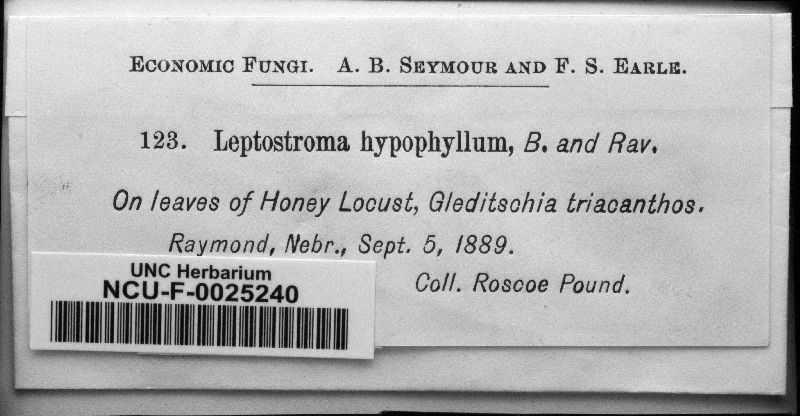 Economic Fungi. A. B. Seymour and F. S. Earle.
123. Leptostroma hypophyllum, B. and Rav.
On leaves of Honey Locust, Gleditschia triacanthos.
Raymond, Nebr., Sept. 5, 1889.
Coll. Roscoe Pound.
UNC Herbarium
NCU-F-0025240